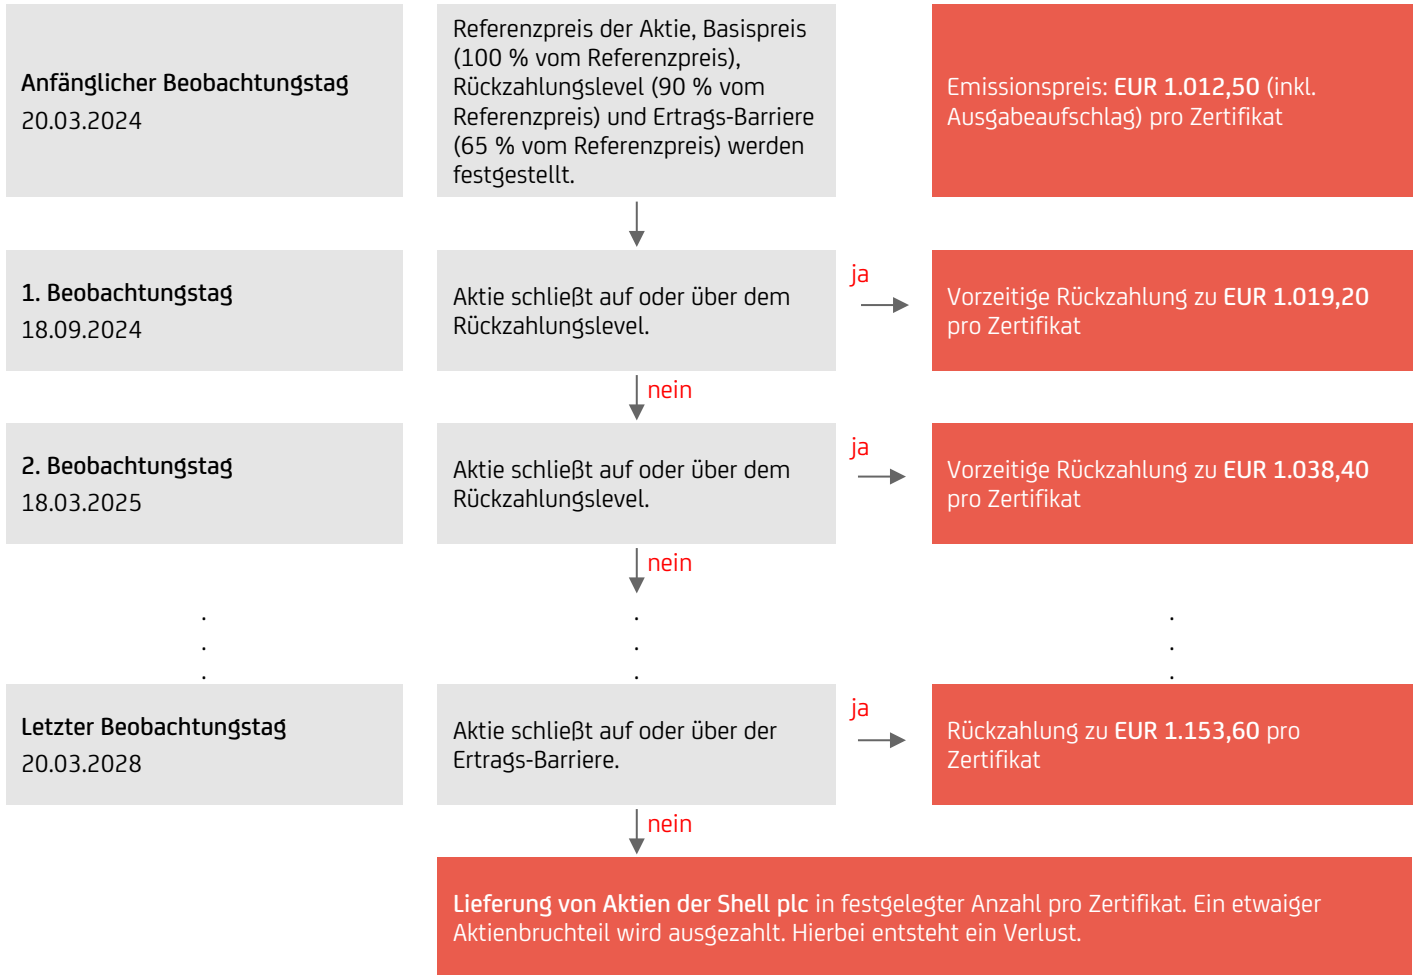 Anfänglicher Beobachtungstag
20.03.2024
Referenzpreis der Aktie, Basispreis
(100 % vom Referenzpreis),
Rückzahlungslevel (90 % vom
Referenzpreis) und Ertrags-Barriere
(65 % vom Referenzpreis) werden
festgestellt.
Emissionspreis: EUR 1.012,50 (inkl.
Ausgabeaufschlag) pro Zertifikat
1. Beobachtungstag
18.09.2024
Aktie schließt auf oder über dem
Rückzahlungslevel.
ja
Vorzeitige Rückzahlung zu EUR 1.019,20
pro Zertifikat
nein
2. Beobachtungstag
18.03.2025
Aktie schließt auf oder über dem
Rückzahlungslevel.
ja
Vorzeitige Rückzahlung zu EUR 1.038,40
pro Zertifikat
nein
. . .
. . .
. . .
Letzter Beobachtungstag
20.03.2028
Aktie schließt auf oder über der
Ertrags-Barriere.
ja
Rückzahlung zu EUR 1.153,60 pro
Zertifikat
nein
Lieferung von Aktien der Shell plc in festgelegter Anzahl pro Zertifikat. Ein etwaiger
Aktienbruchteil wird ausgezahlt. Hierbei entsteht ein Verlust.